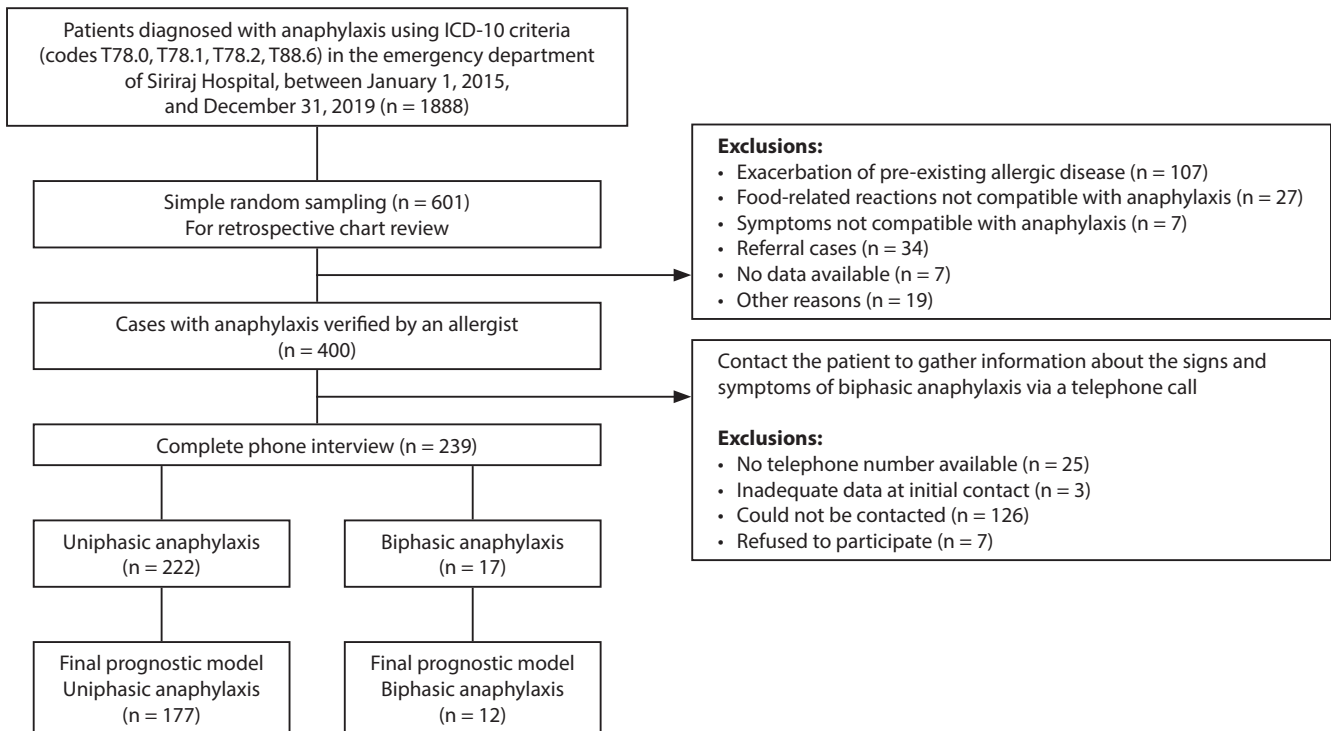 Patients diagnosed with anaphylaxis using ICD-10 criteria
(codes T78.0, T78.1, T78.2, T88.6) in the emergency department
of Siriraj Hospital, between January 1, 2015,
and December 31, 2019 (n = 1888)
Simple random sampling (n = 601)
For retrospective chart review
Exclusions:
• Exacerbation of pre-existing allergic disease (n = 107)
• Food-related reactions not compatible with anaphylaxis (n = 27)
• Symptoms not compatible with anaphylaxis (n = 7)
• Referral cases (n = 34)
• No data available (n = 7)
• Other reasons (n = 19)
Cases with anaphylaxis verified by an allergist
(n = 400)
Contact the patient to gather information about the signs and
symptoms of biphasic anaphylaxis via a telephone call
Exclusions:
• No telephone number available (n = 25)
• Inadequate data at initial contact (n = 3)
• Could not be contacted (n = 126)
• Refused to participate (n = 7)
Complete phone interview (n = 239)
Uniphasic anaphylaxis
(n = 222)
Biphasic anaphylaxis
(n = 17)
Final prognostic model
Uniphasic anaphylaxis
(n = 177)
Final prognostic model
Biphasic anaphylaxis
(n = 12)